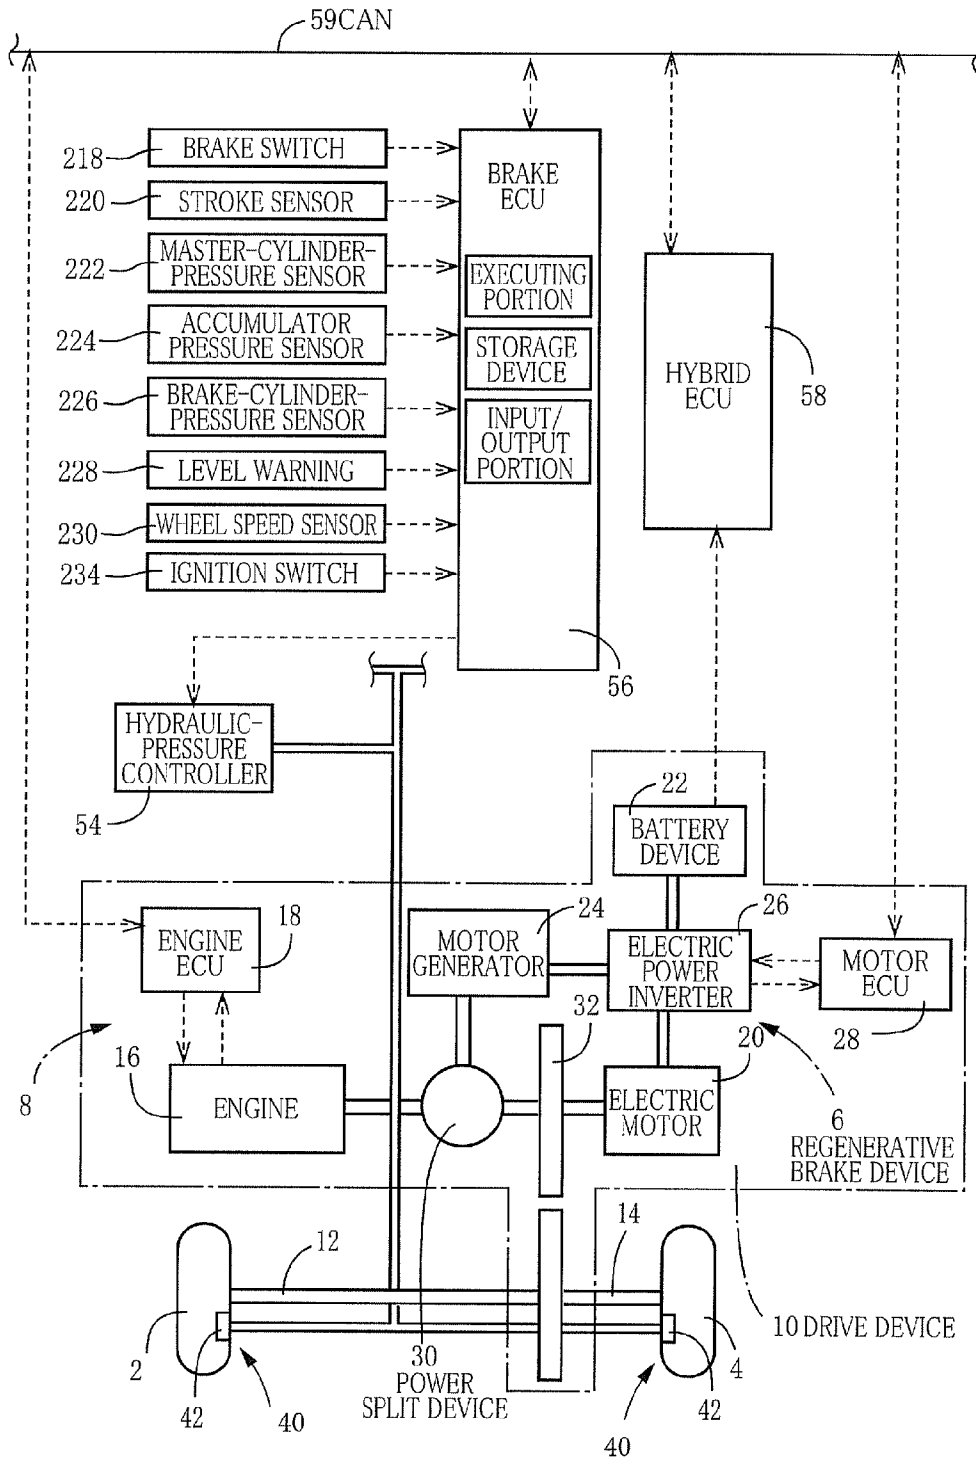 59CAN
218
BRAKE SWITCH
220
STROKE SENSOR
222
MASTER-CYLINDER-
PRESSURE SENSOR
224
ACCUMULATOR
PRESSURE SENSOR
226
BRAKE-CYLINDER-
PRESSURE SENSOR
228
LEVEL WARNING
230
WHEEL SPEED SENSOR
234
IGNITION SWITCH
BRAKE
ECU
EXECUTING
PORTION
STORAGE
DEVICE
INPUT/
OUTPUT
PORTION
56
HYBRID
ECU
58
HYDRAULIC-
PRESSURE
CONTROLLER
54
22
BATTERY
DEVICE
ENGINE
ECU
18
24
MOTOR
GENERATOR
26
ELECTRIC
POWER
INVERTER
MOTOR
ECU
28
8
16
ENGINE
32
20
ELECTRIC
MOTOR
6
REGENERATIVE
BRAKE DEVICE
30
POWER
SPLIT DEVICE
12
14
10 DRIVE DEVICE
2
42
40
4
42
40